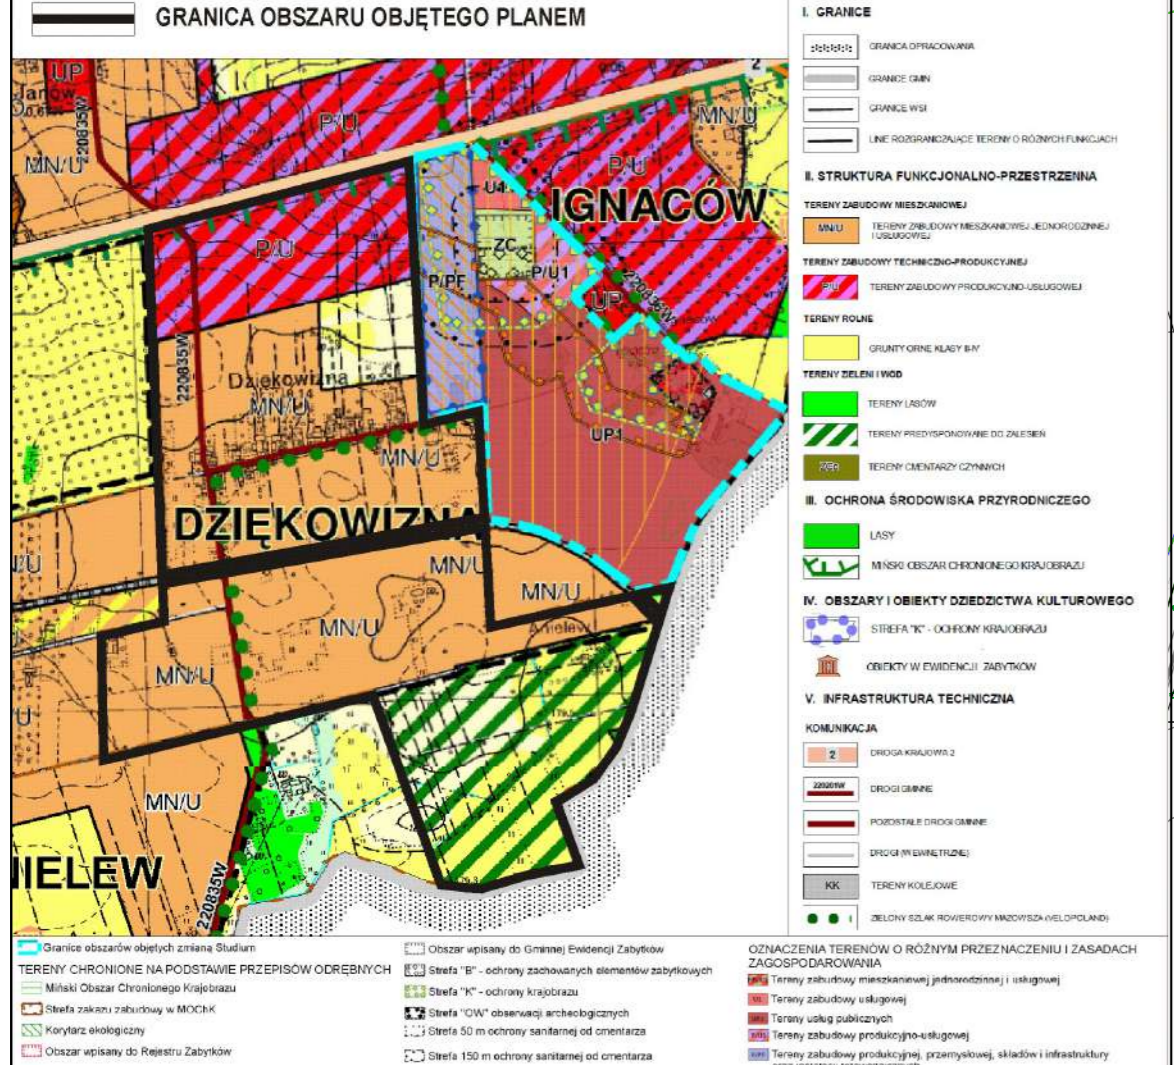 GRANICA OBSZARU OBJĘTEGO PLANEM
UP
Janów
220835W
MN/U
P/U
2
MN/U
P/U
U1
IGNACÓW
ZC
P/U
P/PF
P/U1
UP
220835W
220835W
Dziękowizna
MN/U
MN/U
UP1
DZIĘKOWIZNA
MN/U
MN/U
MN/U
Anielew
MN/U
MN/U
NIELEW
220835W
I. GRANICE
GRANICA OPRACOWANIA
GRANICE GMIN
GRANICE WSI
LINIE ROZGRANICZAJĄCE TERENY O RÓŻNYCH FUNKCJACH
II. STRUKTURA FUNKCJONALNO-PRZESTRZENNA
TERENY ZABUDOWY MIESZKANIOWEJ
MN/U
TERENY ZABUDOWY MIESZKANIOWEJ JEDNORODZINNEJ
I USŁUGOWEJ
TERENY ZABUDOWY TECHNICZNO-PRODUKCYJNEJ
P/U
TERENY ZABUDOWY PRODUKCYJNO-USŁUGOWEJ
TERENY ROLNE
GRUNTY ORNE KLASY II-IV
TERENY ZIELENI I WÓD
TERENY LASÓW
TERENY PREDYSPONOWANE DO ZALESIEŃ
TERENY CMENTARZY CZYNNYCH
III. OCHRONA ŚRODOWISKA PRZYRODNICZEGO
LASY
MIŃSKI OBSZAR CHRONIONEGO KRAJOBRAZU
IV. OBSZARY I OBIEKTY DZIEDZICTWA KULTUROWEGO
STREFA "K" - OCHRONY KRAJOBRAZU
OBIEKTY W EWIDENCJI ZABYTKÓW
V. INFRASTRUKTURA TECHNICZNA
KOMUNIKACJA
2
DROGA KRAJOWA 2
220201W
DROGI GMINNE
POZOSTAŁE DROGI GMINNE
DROGI (WEWNĘTRZNE)
KK
TERENY KOLEJOWE
ZIELONY SZLAK ROWEROWY MAZOWSZA (VELOPOLAND)
Granice obszarów objętych zmianą Studium
TERENY CHRONIONE NA PODSTAWIE PRZEPISÓW ODRĘBNYCH
Miński Obszar Chronionego Krajobrazu
Strefa zakazu zabudowy w MOChK
Korytarz ekologiczny
Obszar wpisany do Rejestru Zabytków
Obszar wpisany do Gminnej Ewidencji Zabytków
Strefa "B" - ochrony zachowanych elementów zabytkowych
Strefa "K" - ochrony krajobrazu
Strefa "OW" obserwacji archeologicznych
Strefa 50 m ochrony sanitarnej od cmentarza
Strefa 150 m ochrony sanitarnej od cmentarza
OZNACZENIA TERENÓW O RÓŻNYM PRZEZNACZENIU I ZASADACH
ZAGOSPODAROWANIA
Tereny zabudowy mieszkaniowej jednorodzinnej i usługowej
Tereny zabudowy usługowej
Tereny usług publicznych
Tereny zabudowy produkcyjno-usługowej
Tereny zabudowy produkcyjnej, przemysłowej, składów i infrastruktury